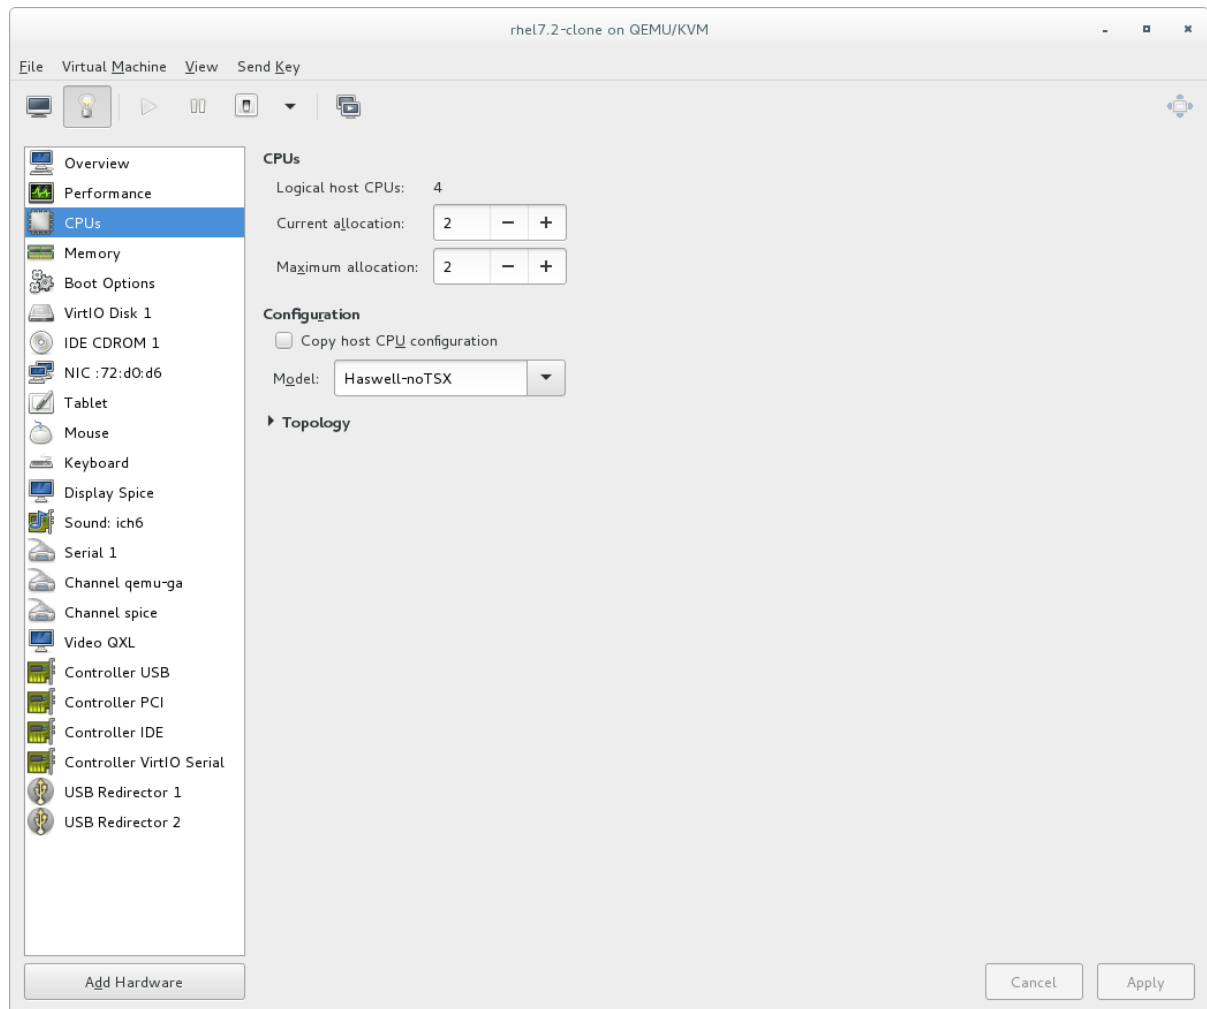 rhel7.2-clone on QEMU/KVM
File Virtual Machine View Send Key
Overview
Performance
CPUs
Memory
Boot Options
VirtIO Disk 1
IDE CDROM 1
NIC :72:d0:d6
Tablet
Mouse
Keyboard
Display Spice
Sound: ich6
Serial 1
Channel qemu-ga
Channel spice
Video QXL
Controller USB
Controller PCI
Controller IDE
Controller VirtIO Serial
USB Redirector 1
USB Redirector 2
Add Hardware
CPUs
Logical host CPUs: 4
Current allocation: 2
Maximum allocation: 2
Configuration
Copy host CPU configuration
Model: Haswell-noTSX
Topology
Cancel Apply